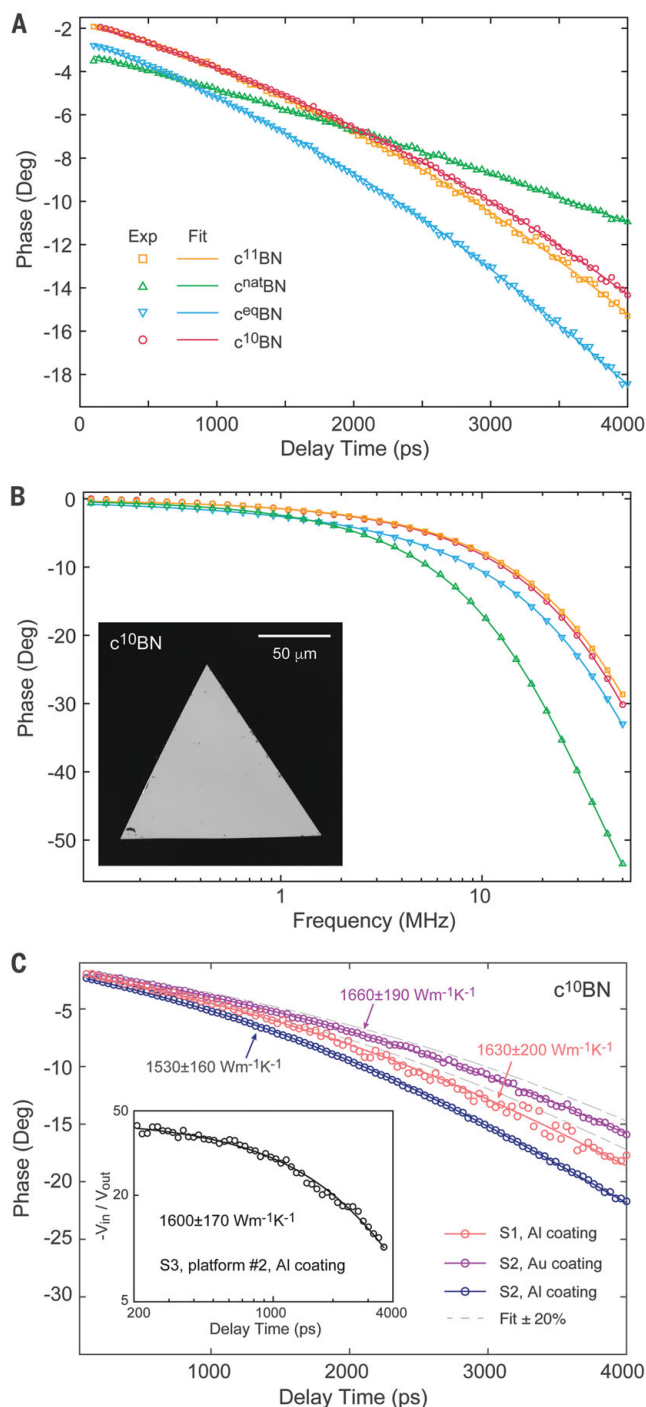 A
-2
-4
-6
-8
-10
-12
-14
-16
-18
Phase (Deg)
Exp Fit
c¹¹BN
cⁿᵃᵗBN
cᵉqBN
c¹⁰BN
0 1000 2000 3000 4000
Delay Time (ps)
B
0
-10
-20
-30
-40
-50
Phase (Deg)
c¹⁰BN
50 μm
1 10
Frequency (MHz)
C
c¹⁰BN
-5
-10
-15
-20
-25
-30
Phase (Deg)
1660±190 Wm⁻¹K⁻¹
1630±200 Wm⁻¹K⁻¹
1530±160 Wm⁻¹K⁻¹
50
20
5
-Vin / Vout
1600±170 Wm⁻¹K⁻¹
S3, platform #2, Al coating
200 1000 4000
Delay Time (ps)
S1, Al coating
S2, Au coating
S2, Al coating
Fit ± 20%
1000 2000 3000 4000
Delay Time (ps)